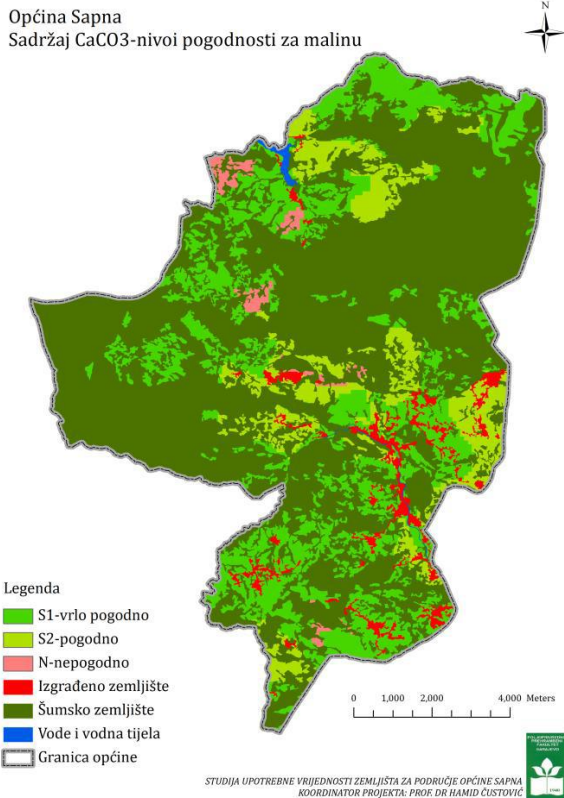 Općina Sapna
Sadržaj CaCO3-nivoi pogodnosti za malinu
N
Legenda
S1-vrlo pogodno
S2-pogodno
N-nepogodno
Izgrađeno zemljište
Šumsko zemljište
Vode i vodna tijela
Granica općine
0 1,000 2,000 4,000 Meters
STUDIJA UPOTREBNE VRIJEDNOSTI ZEMLJIŠTA ZA PODRUČJE OPĆINE SAPNA
KOORDINATOR PROJEKTA: PROF. DR HAMID ČUSTOVIĆ